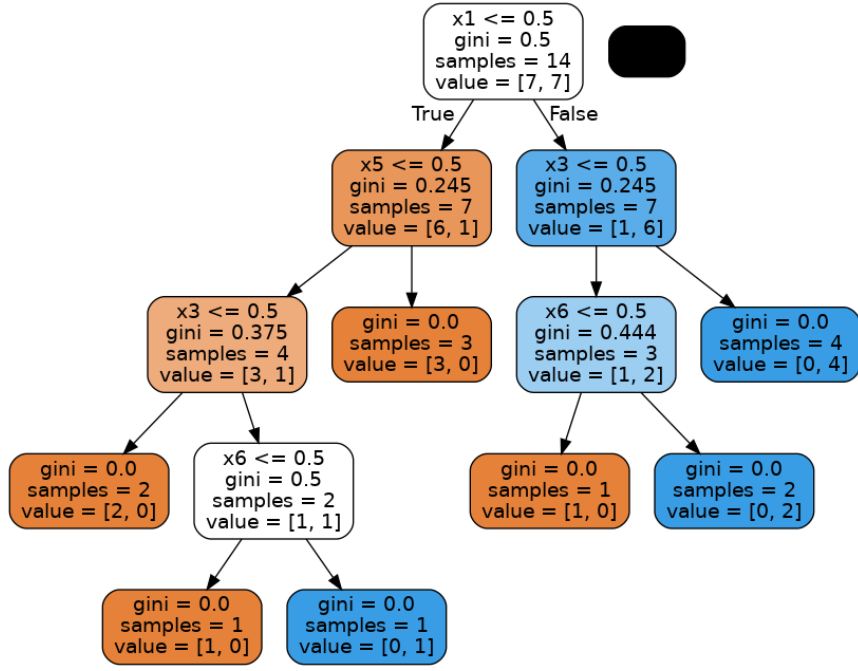 x1 <= 0.5
gini = 0.5
samples = 14
value = [7, 7]
True
False
x5 <= 0.5
gini = 0.245
samples = 7
value = [6, 1]
x3 <= 0.5
gini = 0.245
samples = 7
value = [1, 6]
x3 <= 0.5
gini = 0.375
samples = 4
value = [3, 1]
gini = 0.0
samples = 3
value = [3, 0]
x6 <= 0.5
gini = 0.444
samples = 3
value = [1, 2]
gini = 0.0
samples = 4
value = [0, 4]
gini = 0.0
samples = 2
value = [2, 0]
x6 <= 0.5
gini = 0.5
samples = 2
value = [1, 1]
gini = 0.0
samples = 1
value = [1, 0]
gini = 0.0
samples = 2
value = [0, 2]
gini = 0.0
samples = 1
value = [1, 0]
gini = 0.0
samples = 1
value = [0, 1]